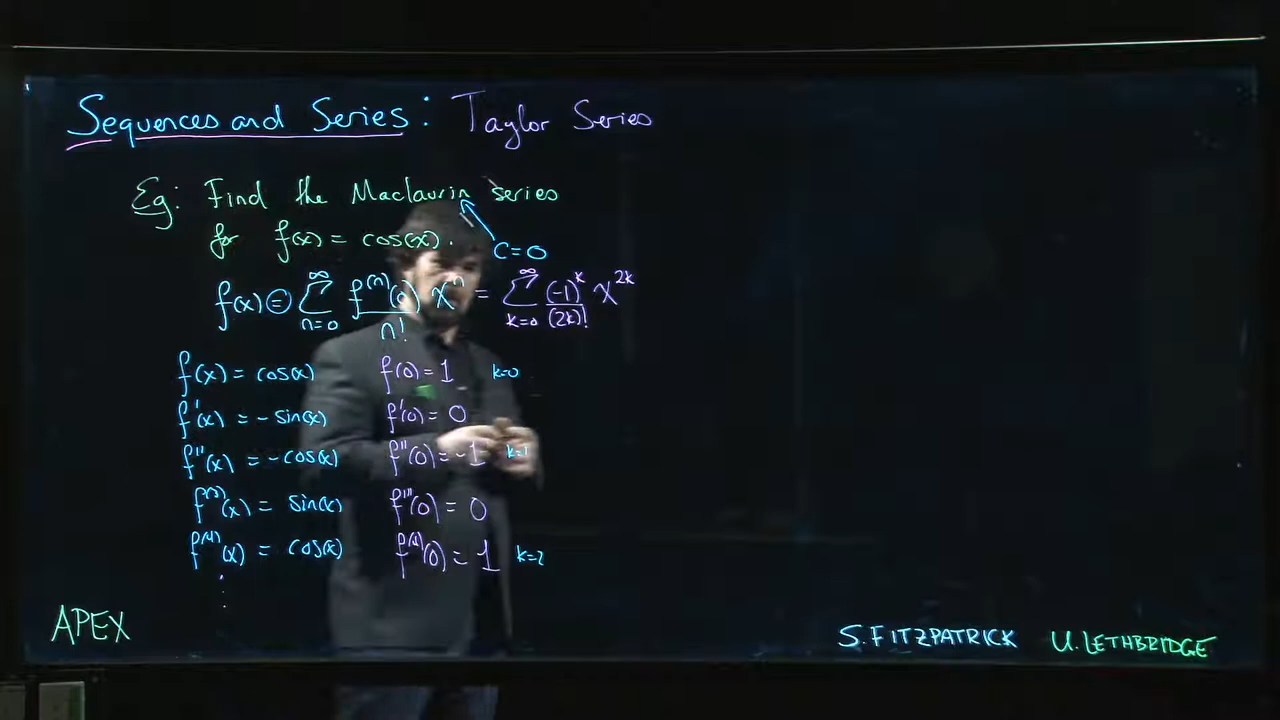 Sequences and Series: Taylor Series
Eg: Find the Maclaurin series
for f(x) = cos(x).
C=0
f(x) = ∑_{n=0}^{∞} f^{(n)}(0)/n! x^n = ∑_{k=0}^{∞} (-1)^k/(2k)! x^{2k}
f(x) = cos(x) f(0) = 1 k=0
f'(x) = -sin(x) f'(0) = 0
f''(x) = -cos(x) f''(0) = -1 k=1
f^{(3)}(x) = sin(x) f'''(0) = 0
f^{(4)}(x) = cos(x) f^{(4)}(0) = 1 k=2
⋮
APEX
S. FITZPATRICK U. LETHBRIDGE